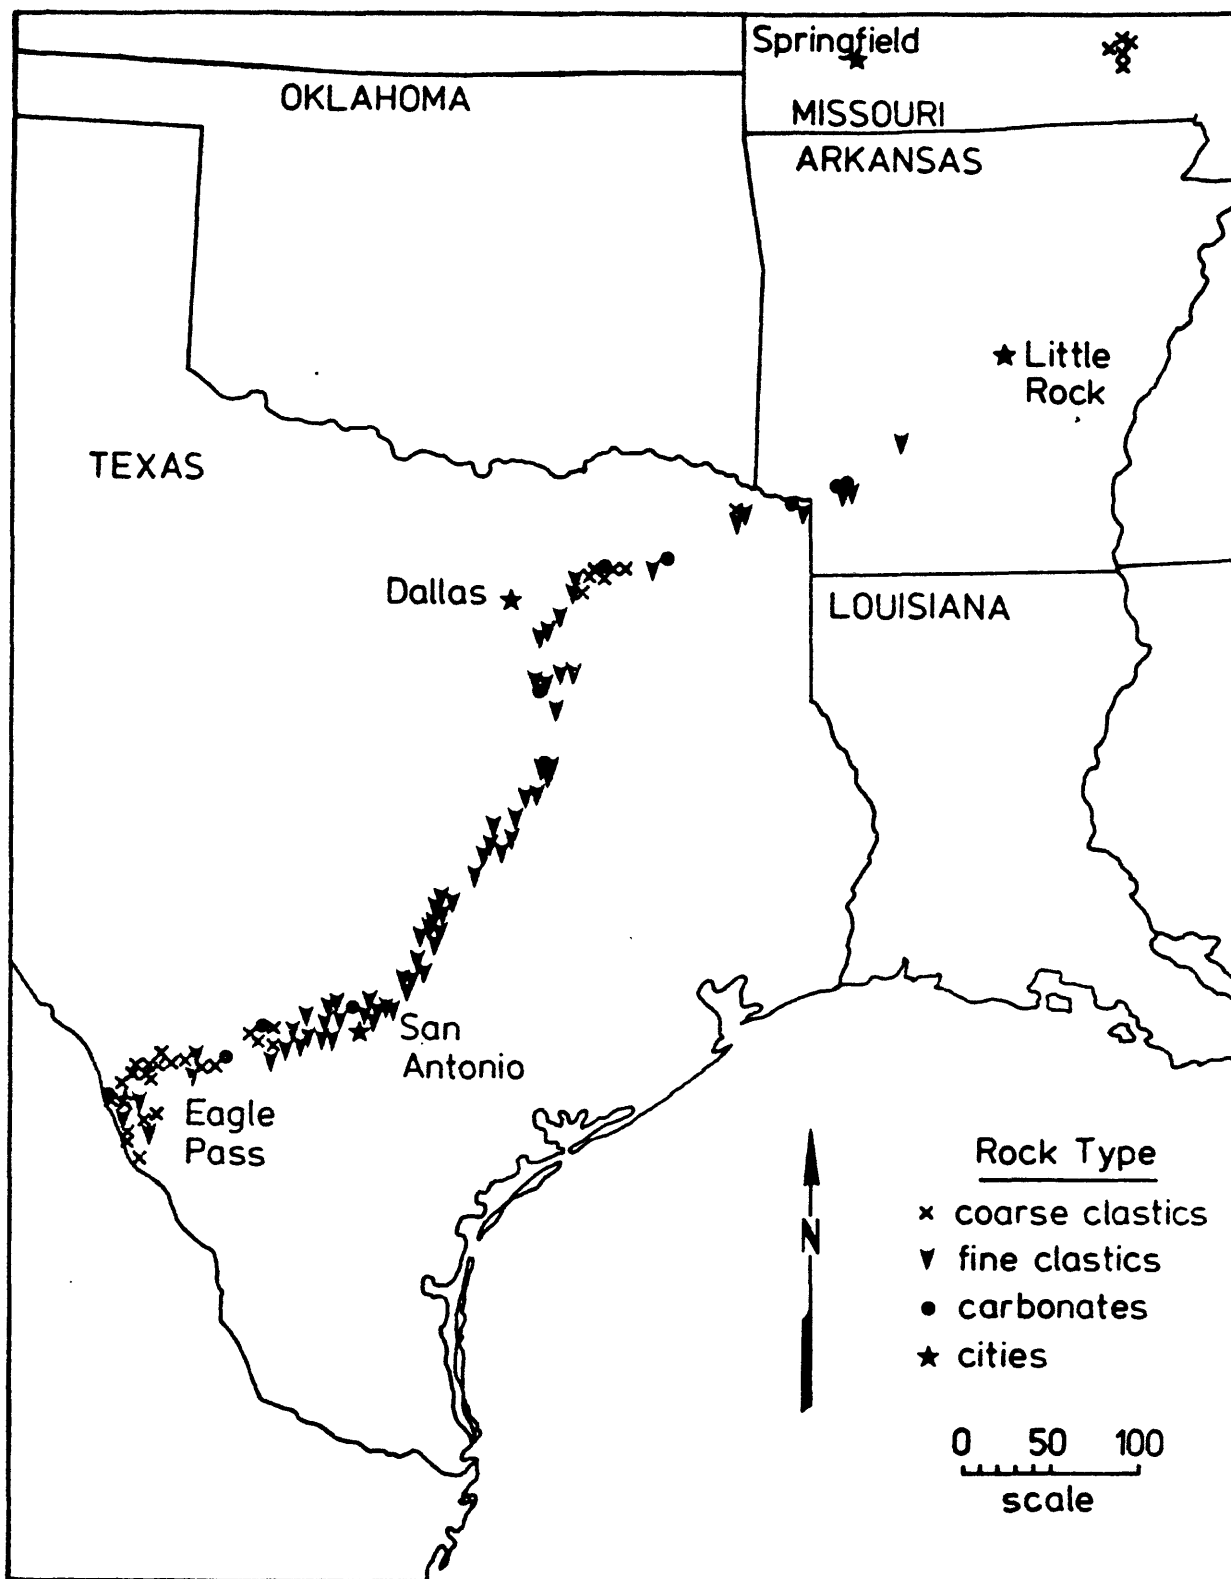 Springfield
OKLAHOMA
MISSOURI
ARKANSAS
Little
Rock
TEXAS
Dallas
LOUISIANA
San
Antonio
Eagle
Pass
N
Rock Type
coarse clastics
fine clastics
carbonates
cities
0 50 100
scale